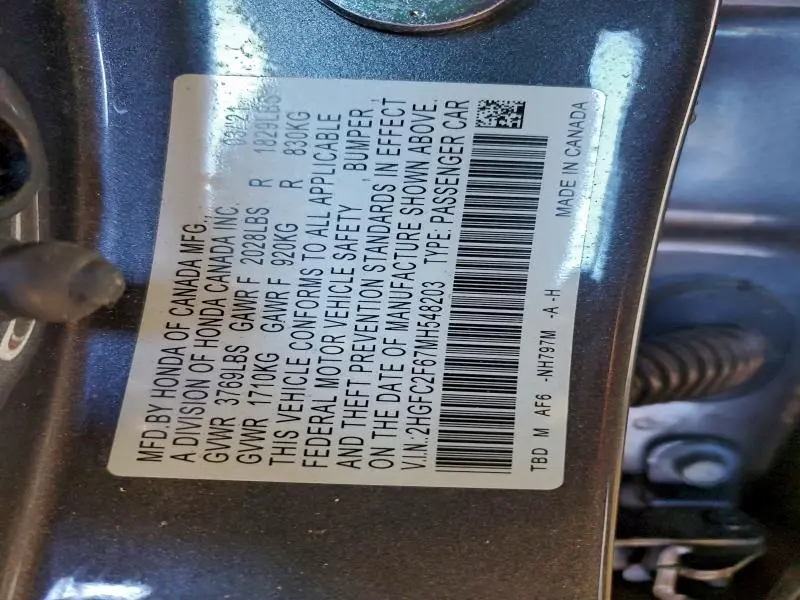 MFD.BY HONDA OF CANADA MFG., 03/21
A DIVISION OF HONDA CANADA INC.
GVWR 3769LBS GAWR F 2028LBS R 1829LBS
GVWR 1710KG GAWR F 920KG R 830KG
THIS VEHICLE CONFORMS TO ALL APPLICABLE
FEDERAL MOTOR VEHICLE SAFETY, BUMPER,
AND THEFT PREVENTION STANDARDS IN EFFECT
ON THE DATE OF MANUFACTURE SHOWN ABOVE.
V.I.N.:2HGFC2F67MH548203 TYPE: PASSENGER CAR
TBD M AF6 -NH797M -A -H MADE IN CANADA